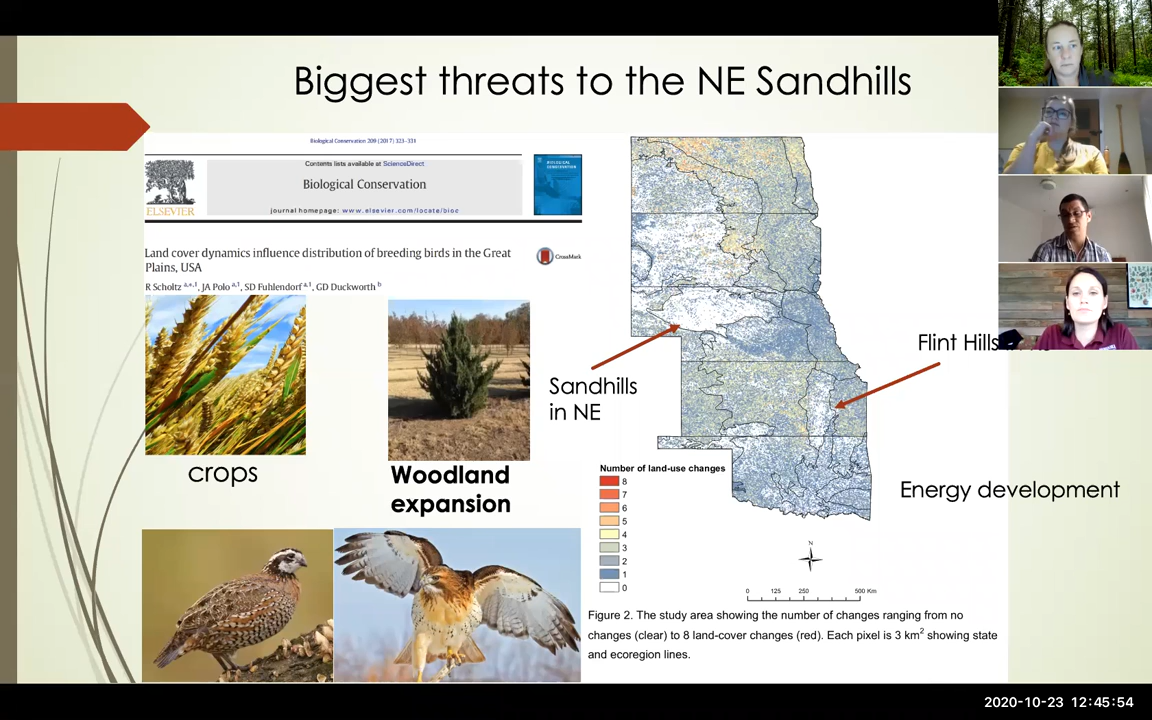 Biggest threats to the NE Sandhills
Biological Conservation 209 (2017) 323–331
Contents lists available at ScienceDirect
Biological Conservation
journal homepage: www.elsevier.com/locate/bioc
ELSEVIER
BIOLOGICAL CONSERVATION
Land cover dynamics influence distribution of breeding birds in the Great
Plains, USA
CrossMark
R Scholtz a,⁎,1, JA Polo a,1, SD Fuhlendorf a,1, GD Duckworth b
crops
Woodland
expansion
Sandhills
in NE
Flint Hills
Energy development
Number of land-use changes
8
7
6
5
4
3
2
1
0
N
0 125 250 500 Km
Figure 2. The study area showing the number of changes ranging from no
changes (clear) to 8 land-cover changes (red). Each pixel is 3 km² showing state
and ecoregion lines.
2020-10-23 12:45:54